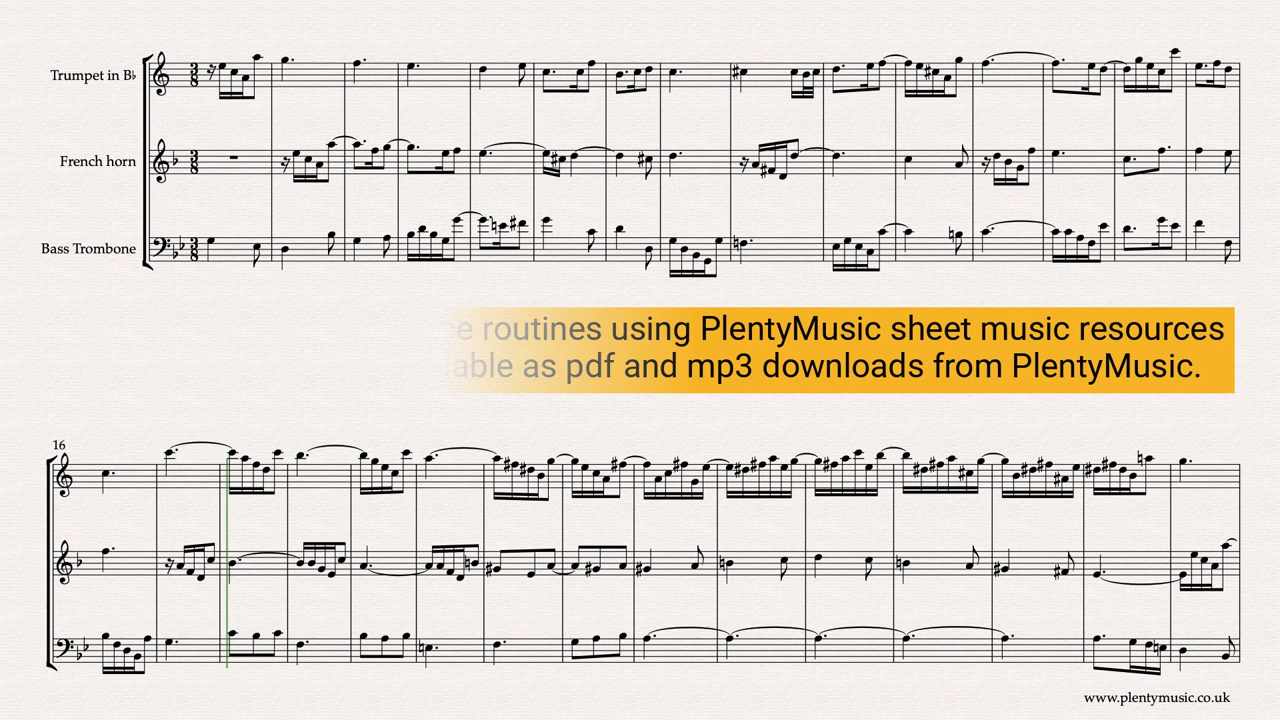 Trumpet in B♭
French horn
Bass Trombone
routines using PlentyMusic sheet music resources
as pdf and mp3 downloads from PlentyMusic.
16
www.plentymusic.co.uk